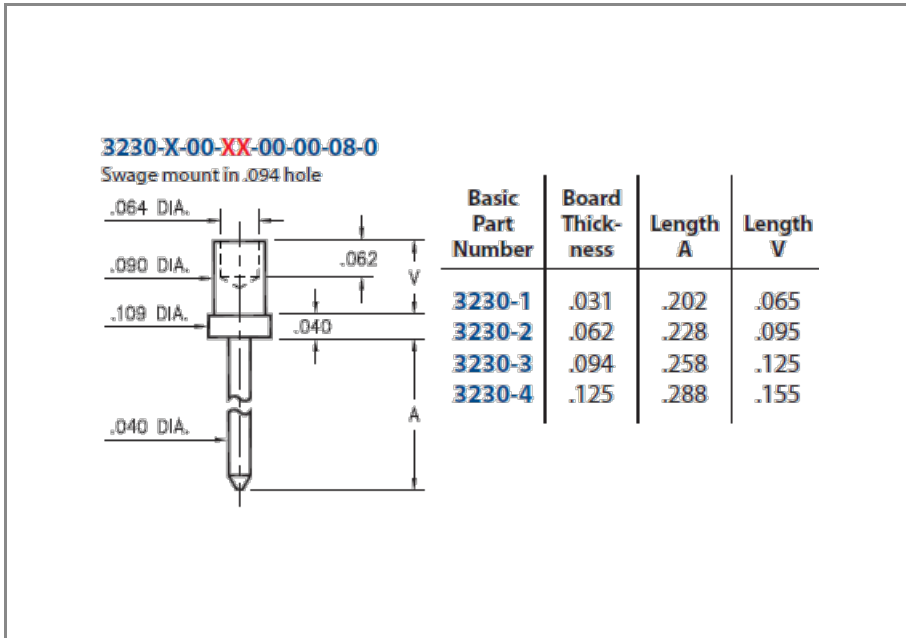 3230-X-00-XX-00-00-08-0
Swage mount in .094 hole
.064 DIA.
.062
V
.090 DIA.
.109 DIA.
.040
A
.040 DIA.
Basic Part Number Board Thick- ness Length A Length V
3230-1 .031 .202 .065
3230-2 .062 .228 .095
3230-3 .094 .258 .125
3230-4 .125 .288 .155